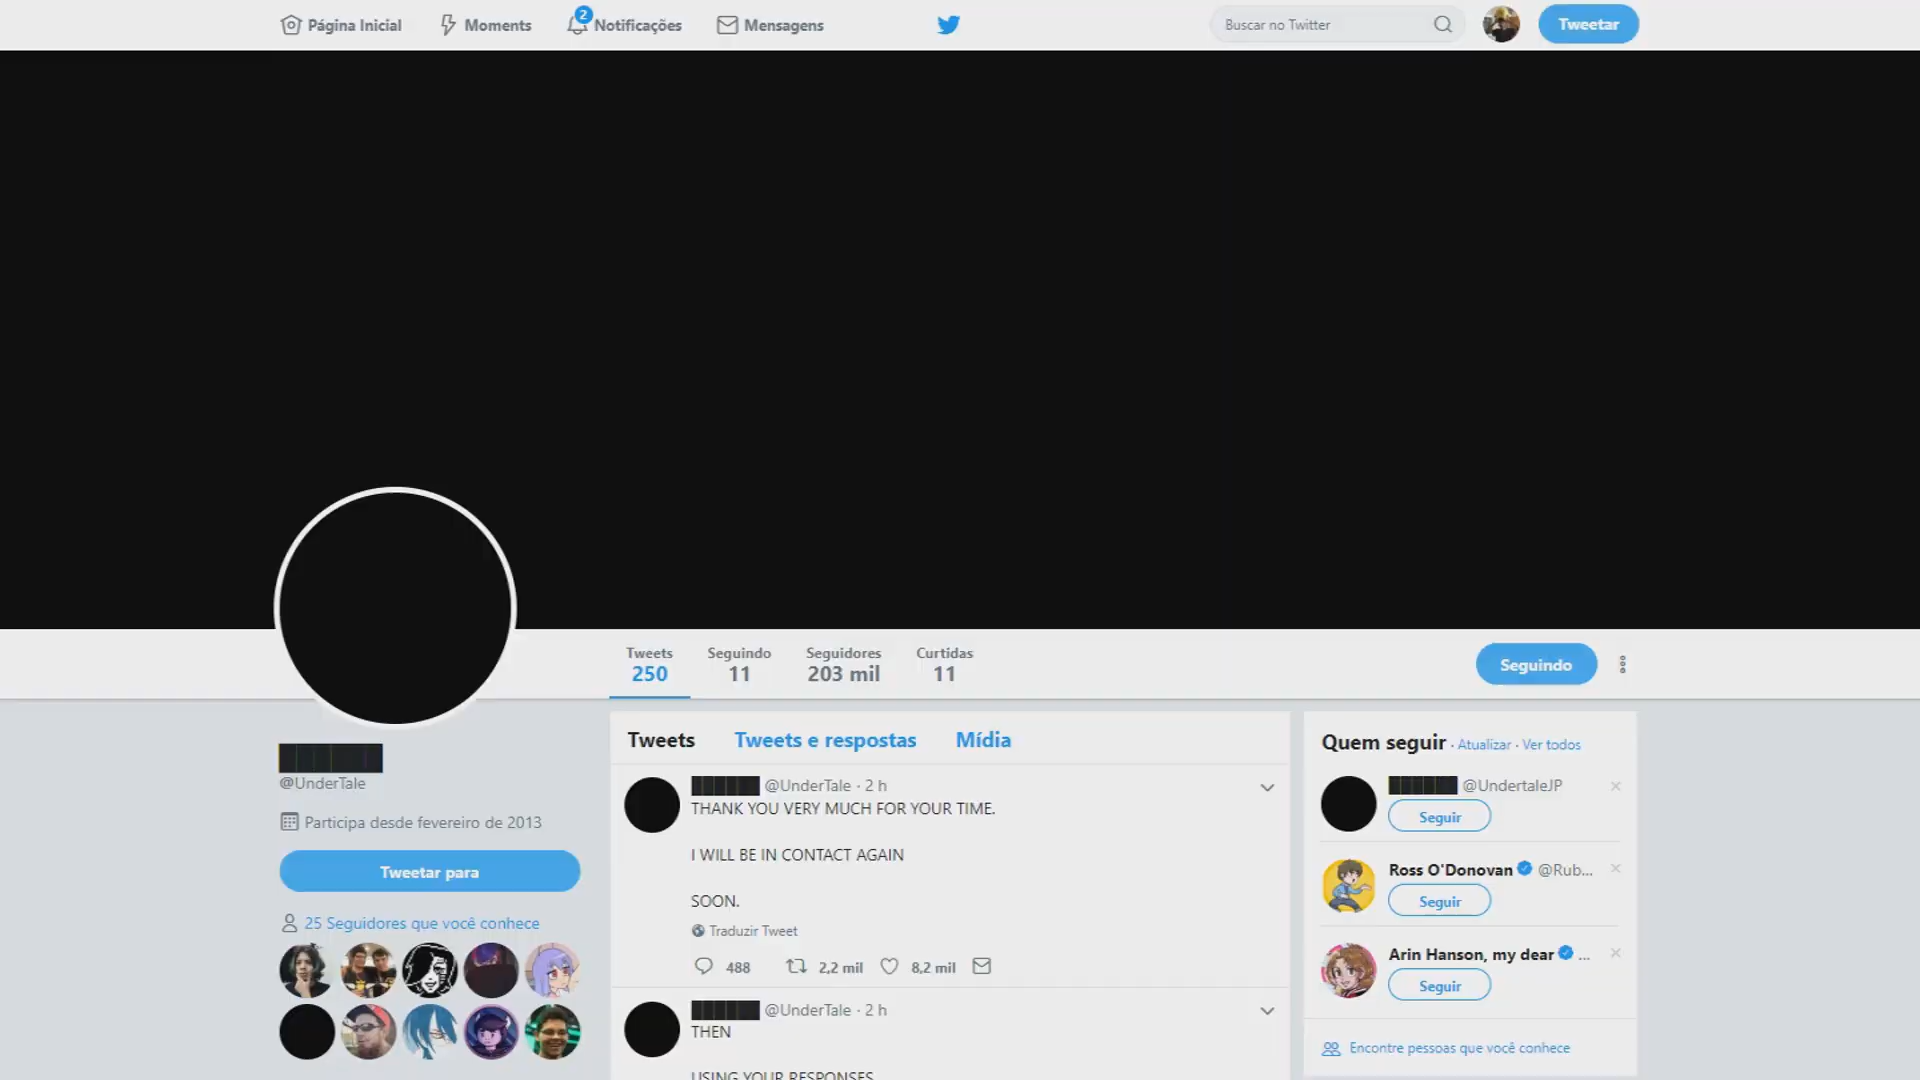 Página Inicial
Moments
2
Notificações
Mensagens
Buscar no Twitter
Tweetar
Tweets
250
Seguindo
11
Seguidores
203 mil
Curtidas
11
Seguindo
@UnderTale
Participa desde fevereiro de 2013
Tweetar para
25 Seguidores que você conhece
Tweets Tweets e respostas Mídia
@UnderTale · 2 h
THANK YOU VERY MUCH FOR YOUR TIME.
I WILL BE IN CONTACT AGAIN
SOON.
Traduzir Tweet
488 2,2 mil 8,2 mil
@UnderTale · 2 h
THEN
USING YOUR RESPONSES
Quem seguir · Atualizar · Ver todos
@UndertaleJP
Seguir
Ross O'Donovan @Rub...
Seguir
Arin Hanson, my dear ...
Seguir
Encontre pessoas que você conhece